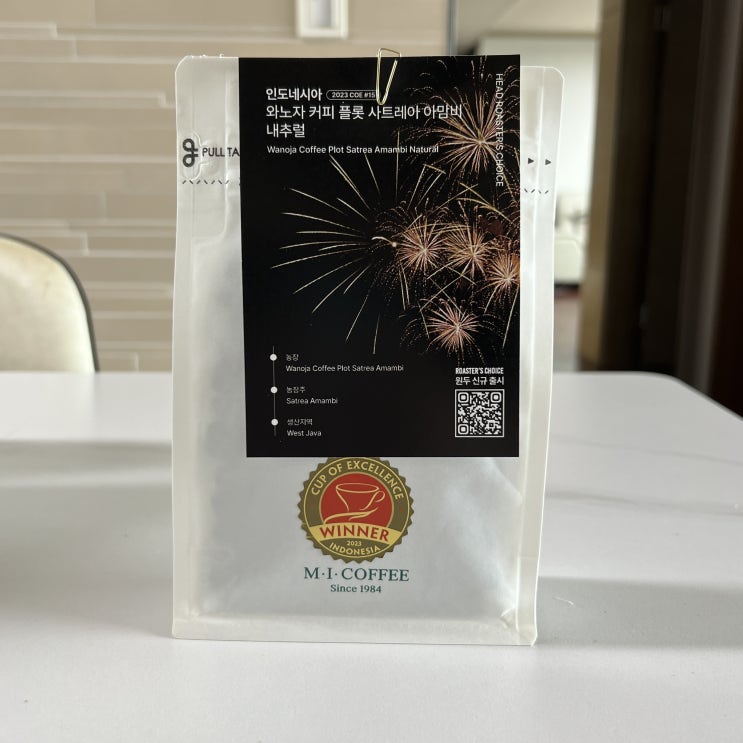 인도네시아 2023 COE #15
와노자 커피 플롯 사트레아 아맘비
내추럴
Wanoja Coffee Plot Satrea Amambi Natural
HEAD ROASTER'S CHOICE
PULL TA
농장
Wanoja Coffee Plot Satrea Amambi
농장주
Satrea Amambi
생산지역
West Java
ROASTER'S CHOICE
원두 신규 출시
CUP OF EXCELLENCE
WINNER
2023
INDONESIA
M·I·COFFEE
Since 1984